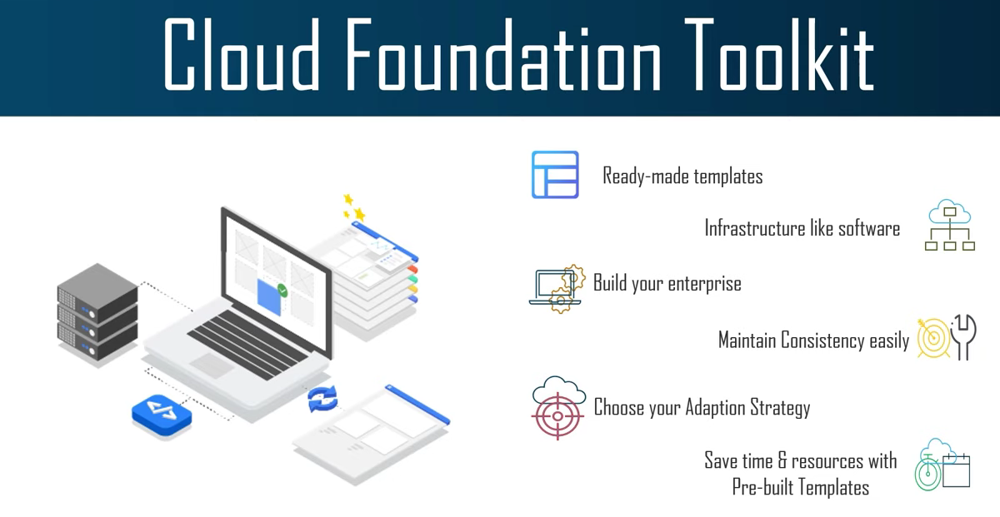 Cloud Foundation Toolkit
Ready-made templates
Infrastructure like software
Build your enterprise
Maintain Consistency easily
Choose your Adaption Strategy
Save time & resources with
Pre-built Templates